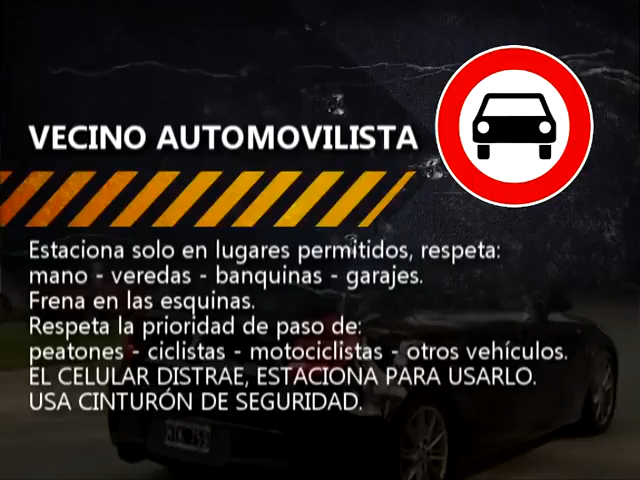 VECINO AUTOMOVILISTA
Estaciona solo en lugares permitidos, respeta:
mano - veredas - banquinas - garajes.
Frena en las esquinas.
Respeta la prioridad de paso de:
peatones - ciclistas - motociclistas - otros vehículos.
EL CELULAR DISTRAE, ESTACIONA PARA USARLO.
USA CINTURÓN DE SEGURIDAD.